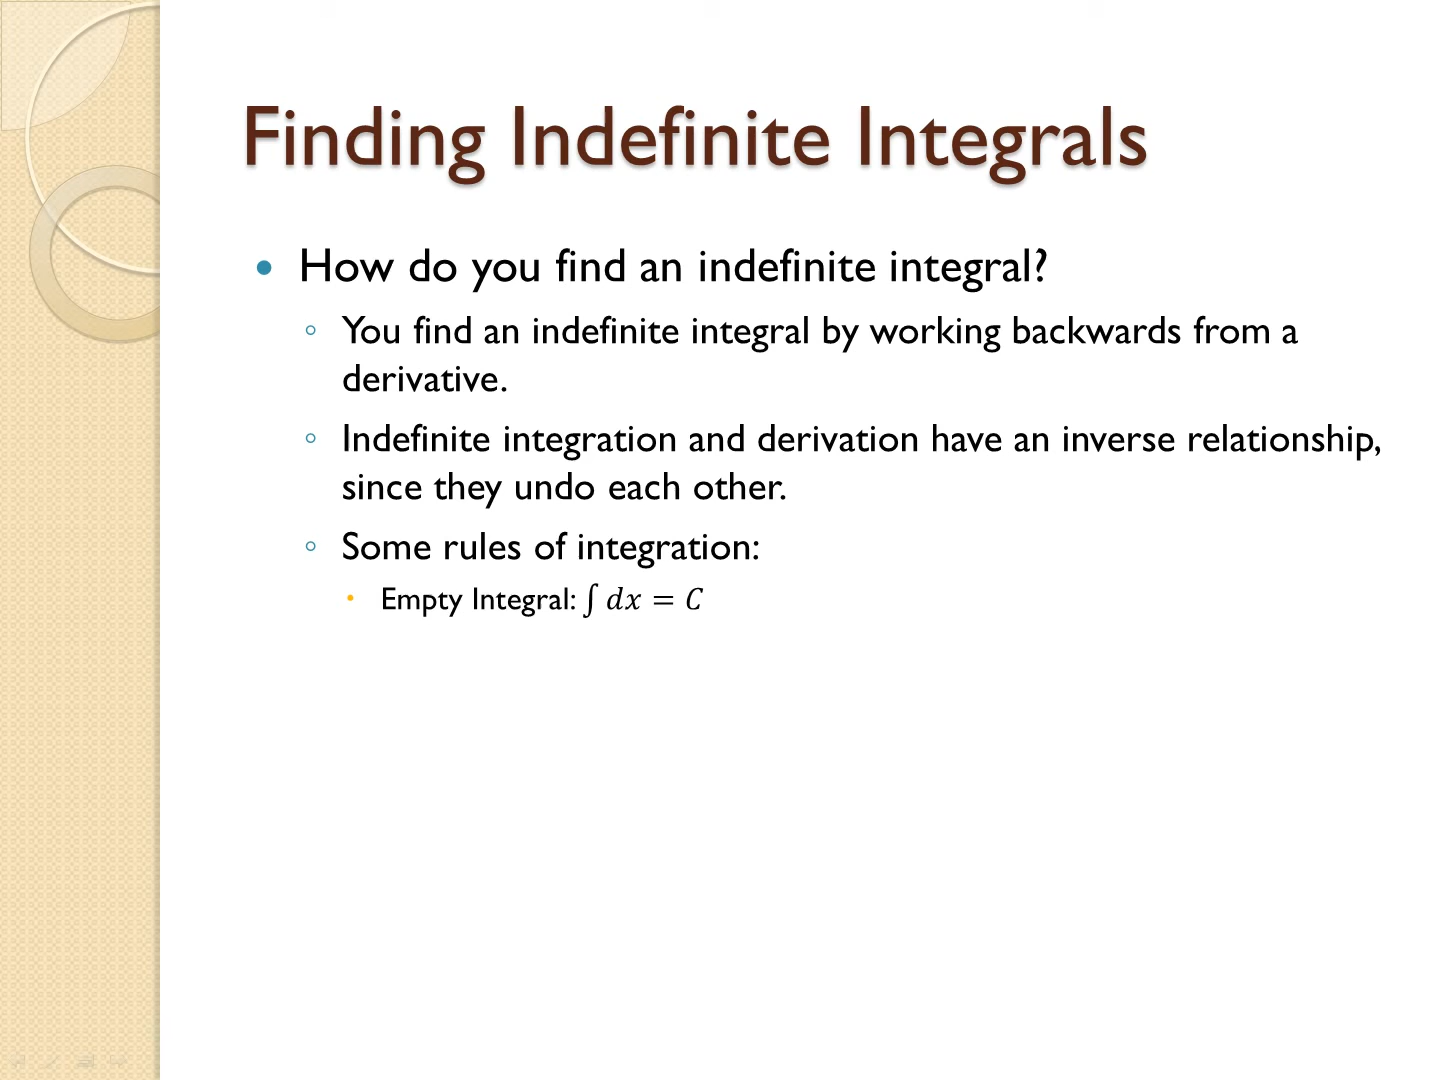 Finding Indefinite Integrals
• How do you find an indefinite integral?
◦ You find an indefinite integral by working backwards from a
derivative.
◦ Indefinite integration and derivation have an inverse relationship,
since they undo each other.
◦ Some rules of integration:
• Empty Integral: ∫ dx = C